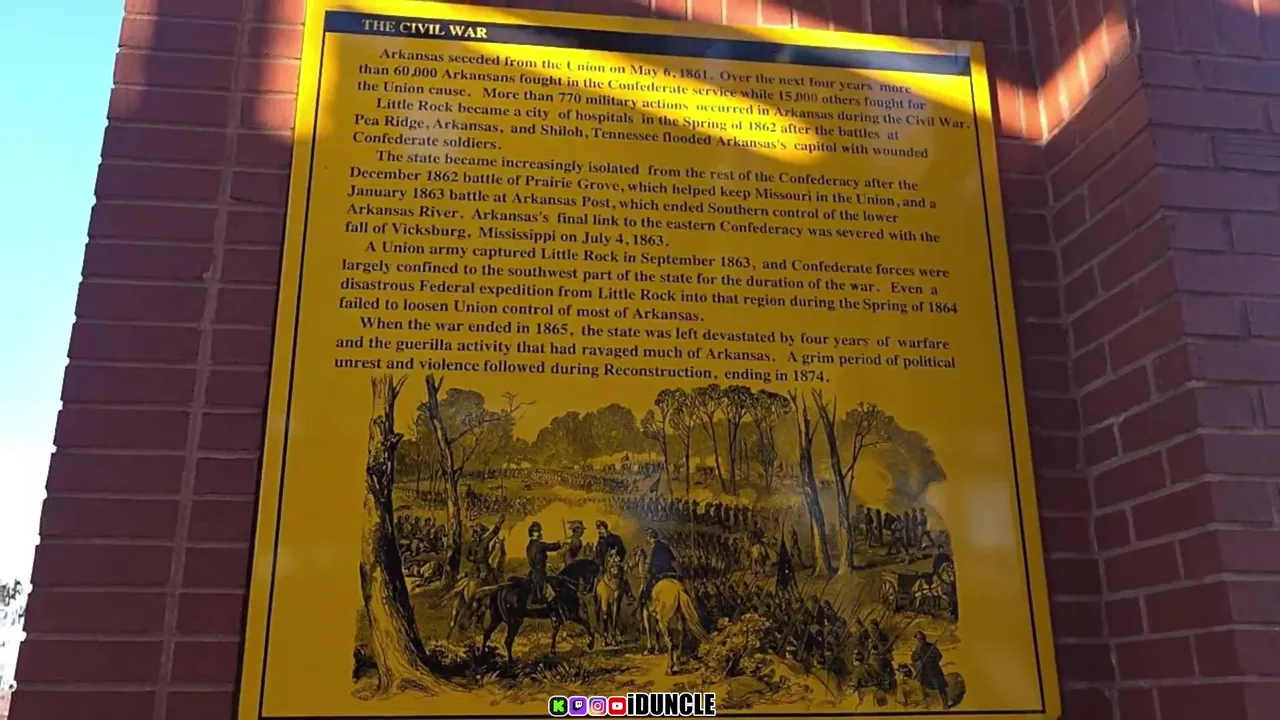 THE CIVIL WAR
Arkansas seceded from the Union on May 6, 1861. Over the next four years more
than 60,000 Arkansans fought in the Confederate service while 15,000 others fought for
the Union cause. More than 770 military actions occurred in Arkansas during the Civil War.
Little Rock became a city of hospitals in the Spring of 1862 after the battles at
Pea Ridge, Arkansas, and Shiloh, Tennessee flooded Arkansas's capitol with wounded
Confederate soldiers.
The state became increasingly isolated from the rest of the Confederacy after the
December 1862 battle of Prairie Grove, which helped keep Missouri in the Union, and a
January 1863 battle at Arkansas Post, which ended Southern control of the lower
Arkansas River. Arkansas's final link to the eastern Confederacy was severed with the
fall of Vicksburg, Mississippi on July 4, 1863.
A Union army captured Little Rock in September 1863, and Confederate forces were
largely confined to the southwest part of the state for the duration of the war. Even a
disastrous Federal expedition from Little Rock into that region during the Spring of 1864
failed to loosen Union control of most of Arkansas.
When the war ended in 1865, the state was left devastated by four years of warfare
and the guerilla activity that had ravaged much of Arkansas. A grim period of political
unrest and violence followed during Reconstruction, ending in 1874.
iDUNCLE